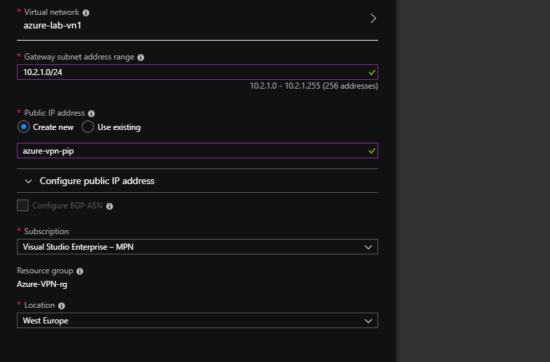 * Virtual network
azure-lab-vn1
* Gateway subnet address range
10.2.1.0/24
10.2.1.0 - 10.2.1.255 (256 addresses)
* Public IP address
Create new Use existing
azure-vpn-pip
Configure public IP address
Configure BGP ASN
* Subscription
Visual Studio Enterprise – MPN
Resource group
Azure-VPN-rg
* Location
West Europe